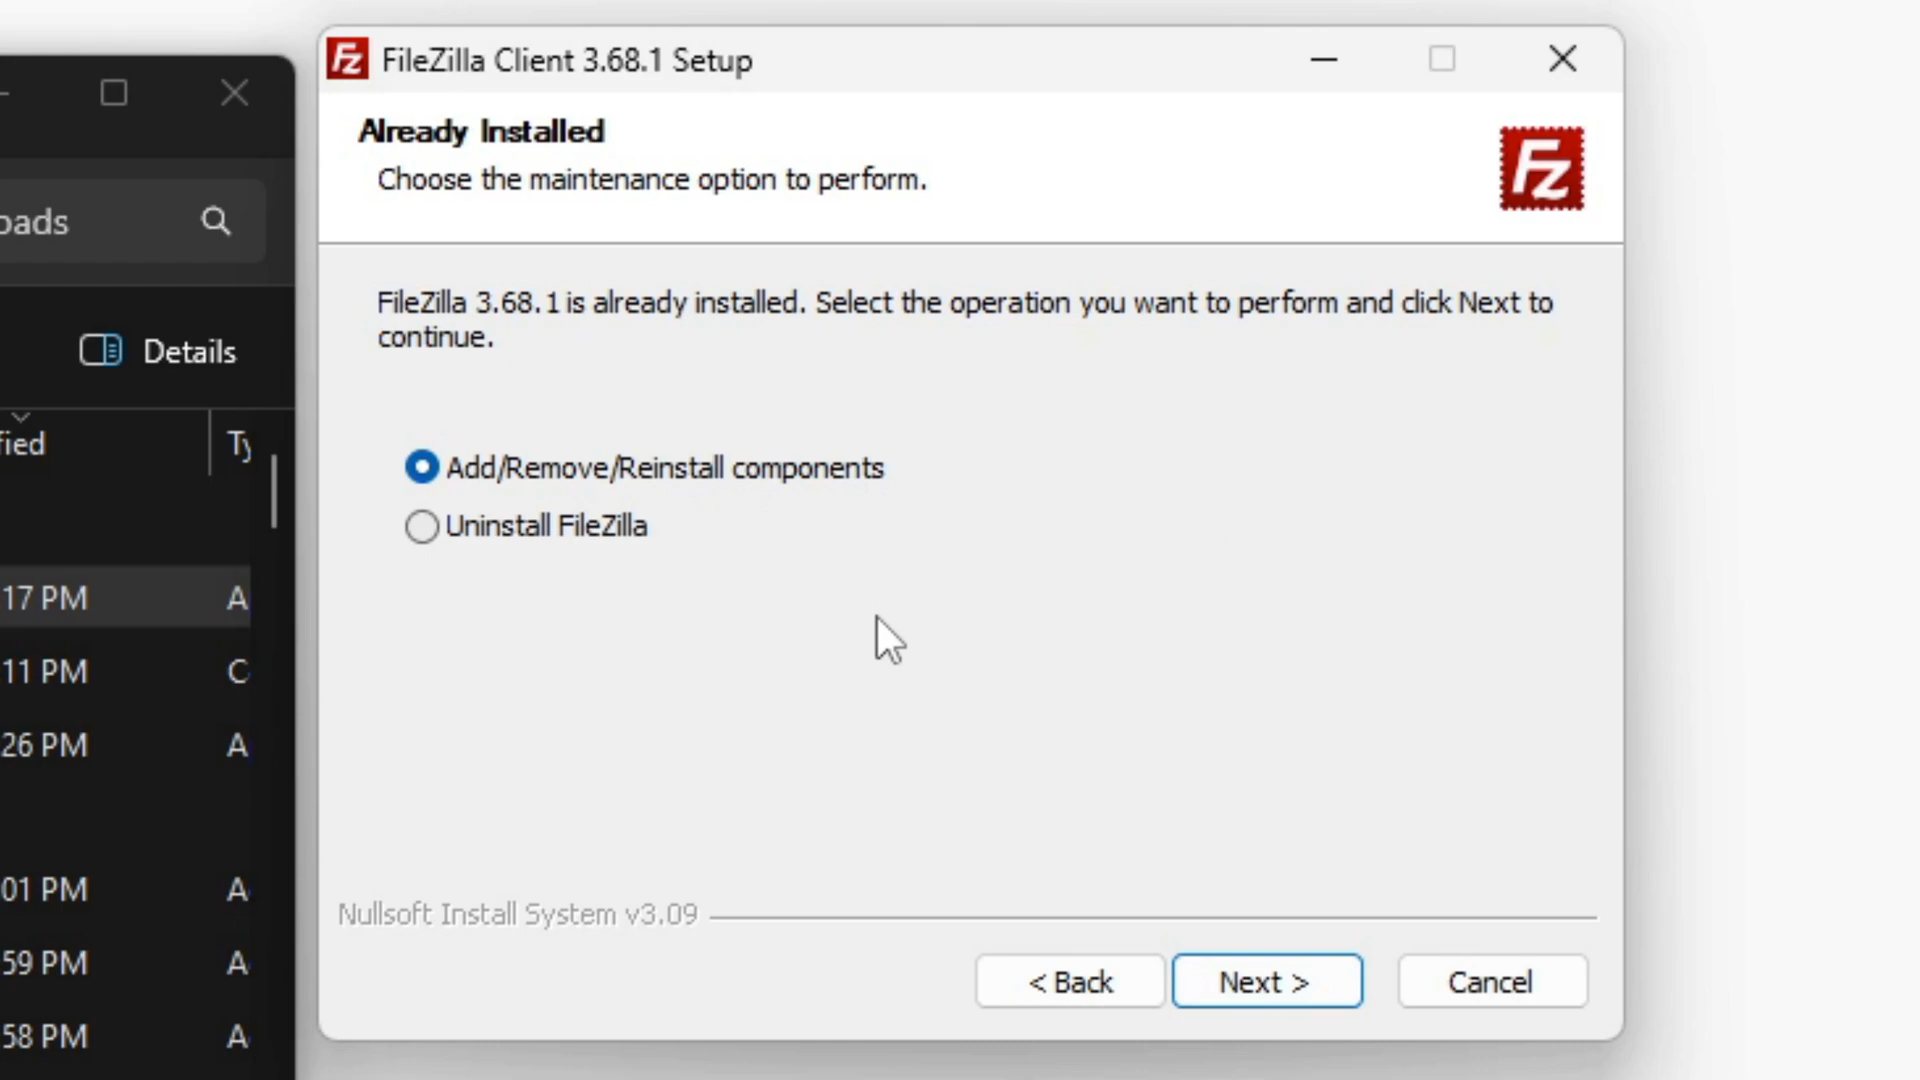 FileZilla Client 3.68.1 Setup
Already Installed
Choose the maintenance option to perform.
FileZilla 3.68.1 is already installed. Select the operation you want to perform and click Next to
continue.
Add/Remove/Reinstall components
Uninstall FileZilla
Nullsoft Install System v3.09
< Back
Next >
Cancel
oads
Details
fied
Ty
17 PM A
11 PM C
26 PM A
01 PM A
59 PM A
58 PM A